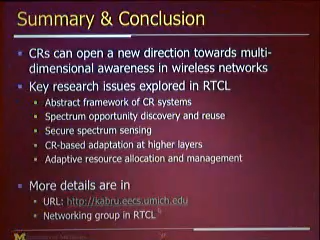 Summary & Conclusion
CRs can open a new direction towards multi-
dimensional awareness in wireless networks
Key research issues explored in RTCL
Abstract framework of CR systems
Spectrum opportunity discovery and reuse
Secure spectrum sensing
CR-based adaptation at higher layers
Adaptive resource allocation and management
More details are in
URL: http://kabru.eecs.umich.edu
Networking group in RTCL